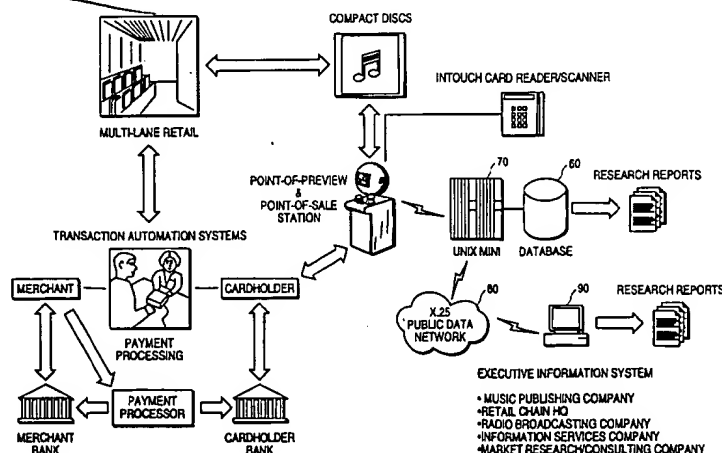 COMPACT DISCS
INTOUCH CARD READER/SCANNER
MULTI-LANE RETAIL
POINT-OF-PREVIEW
&
POINT-OF-SALE
STATION
70
60
RESEARCH REPORTS
UNIX MINI
DATABASE
TRANSACTION AUTOMATION SYSTEMS
MERCHANT
CARDHOLDER
PAYMENT
PROCESSING
80
X.25
PUBLIC DATA
NETWORK
90
RESEARCH REPORTS
PAYMENT
PROCESSOR
MERCHANT
BANK
CARDHOLDER
BANK
EXECUTIVE INFORMATION SYSTEM
•MUSIC PUBLISHING COMPANY
•RETAIL CHAIN HQ
•RADIO BROADCASTING COMPANY
•INFORMATION SERVICES COMPANY
•MARKET RESEARCH/CONSULTING COMPANY